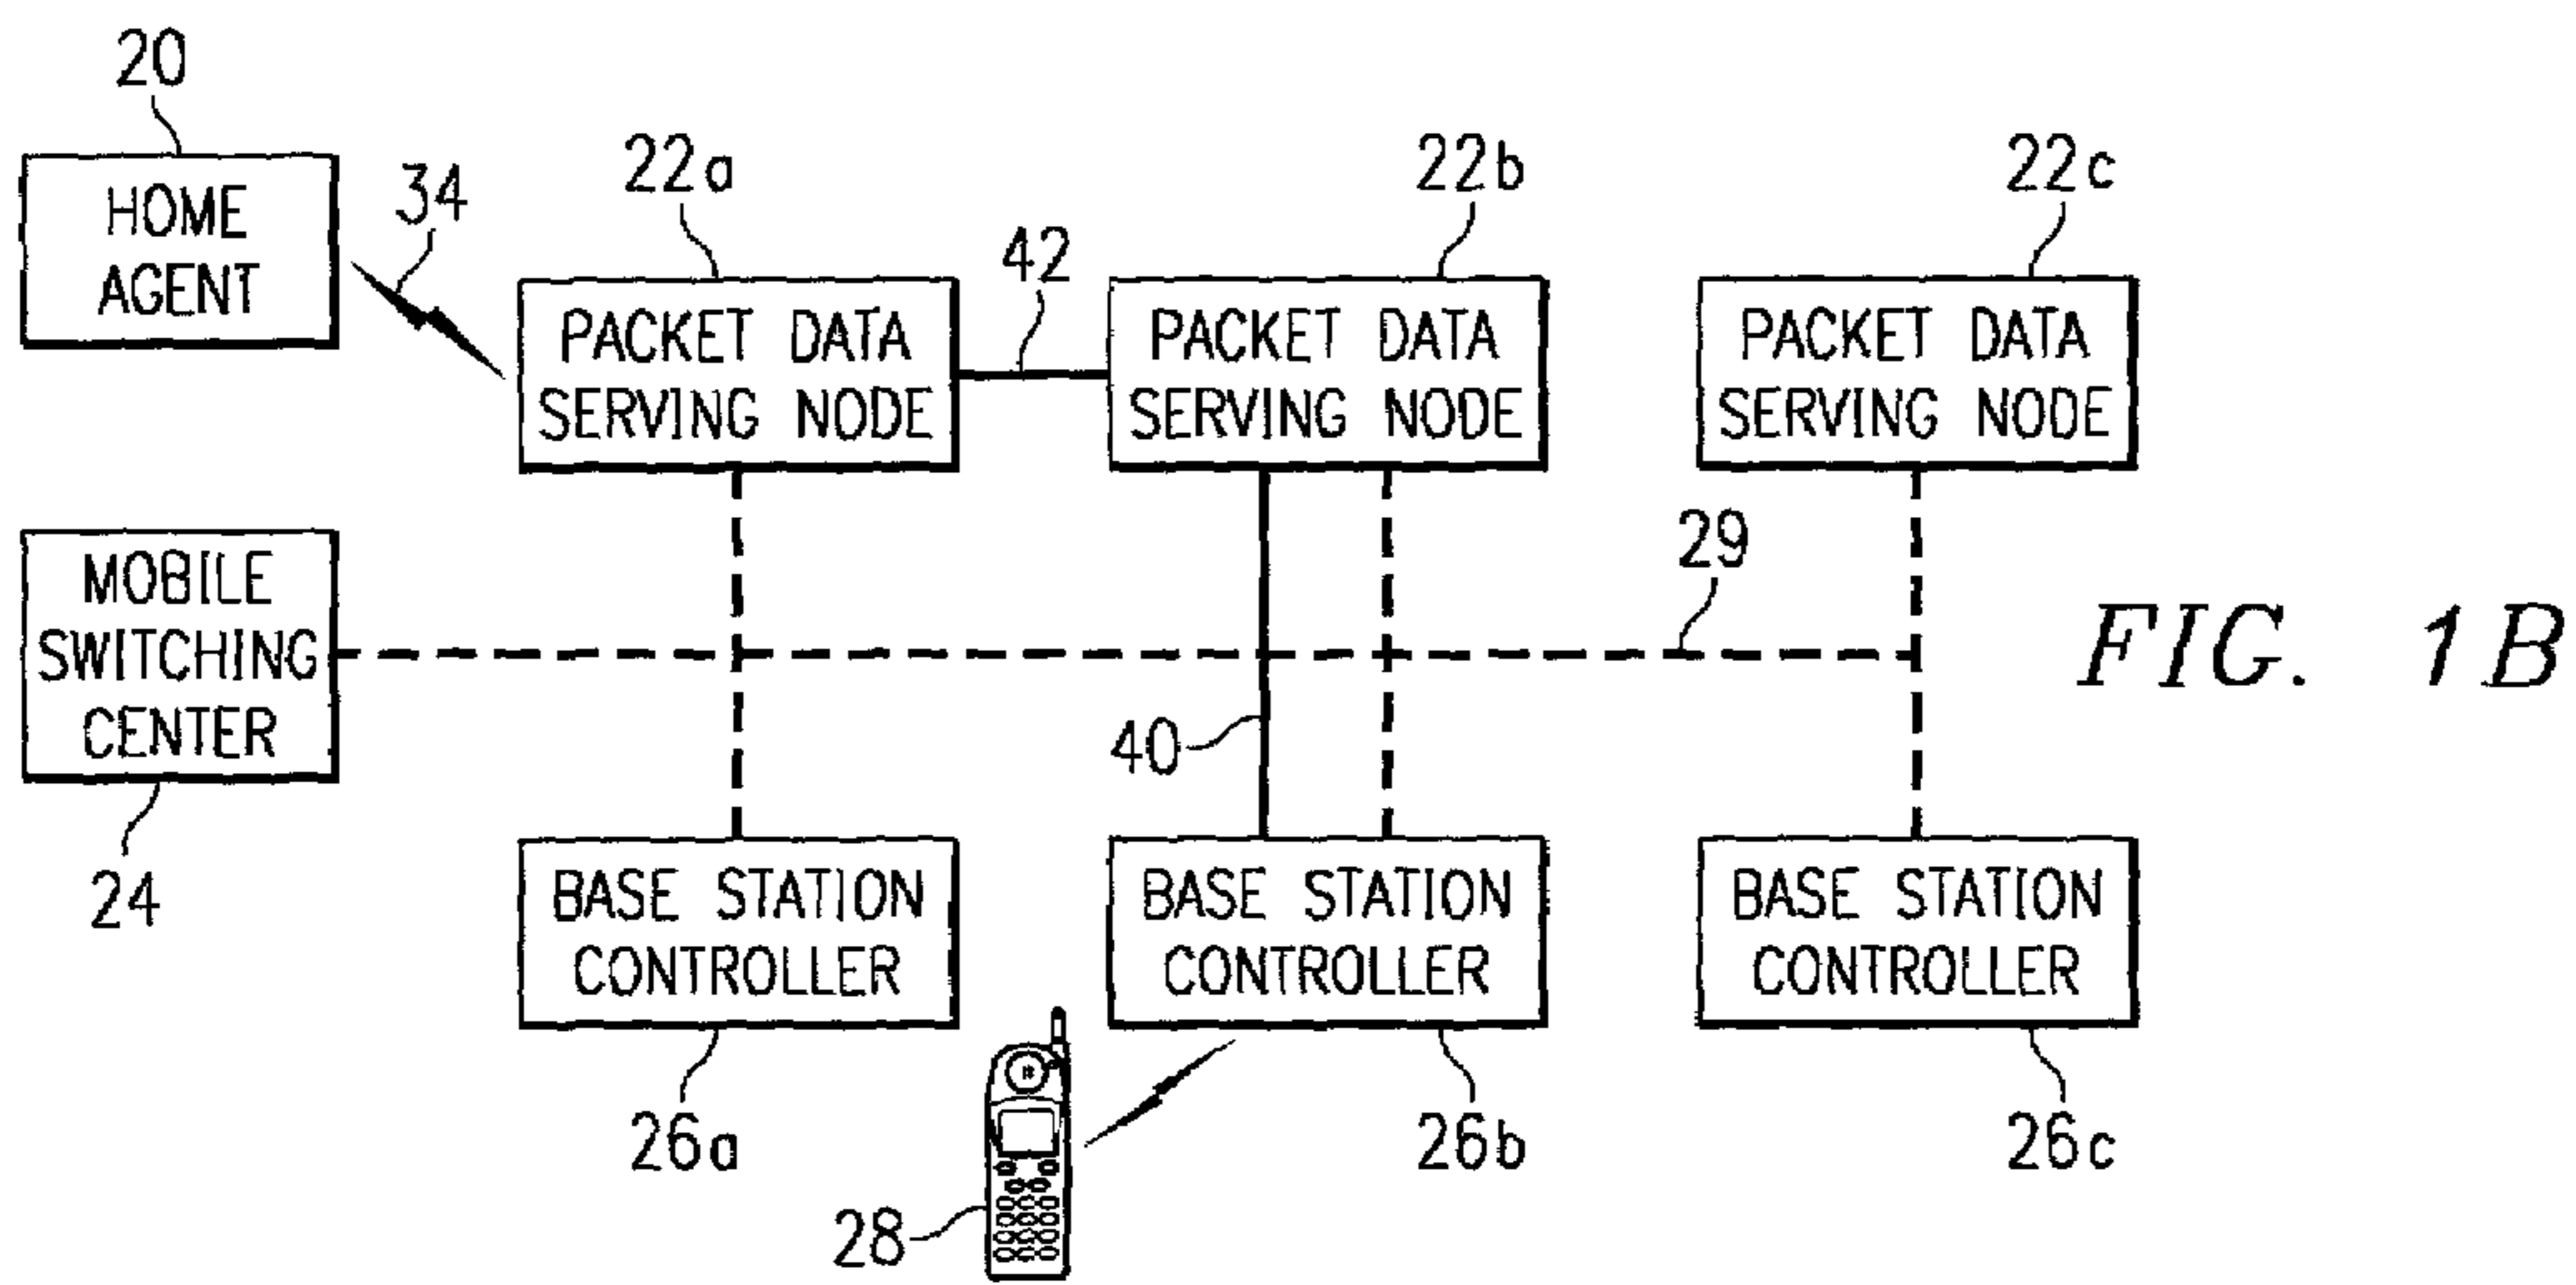 20
HOME
AGENT
34
22a
PACKET DATA
SERVING NODE
42
22b
PACKET DATA
SERVING NODE
22c
PACKET DATA
SERVING NODE
MOBILE
SWITCHING
CENTER
24
29
40
FIG. 1B
BASE STATION
CONTROLLER
26a
BASE STATION
CONTROLLER
26b
BASE STATION
CONTROLLER
26c
28